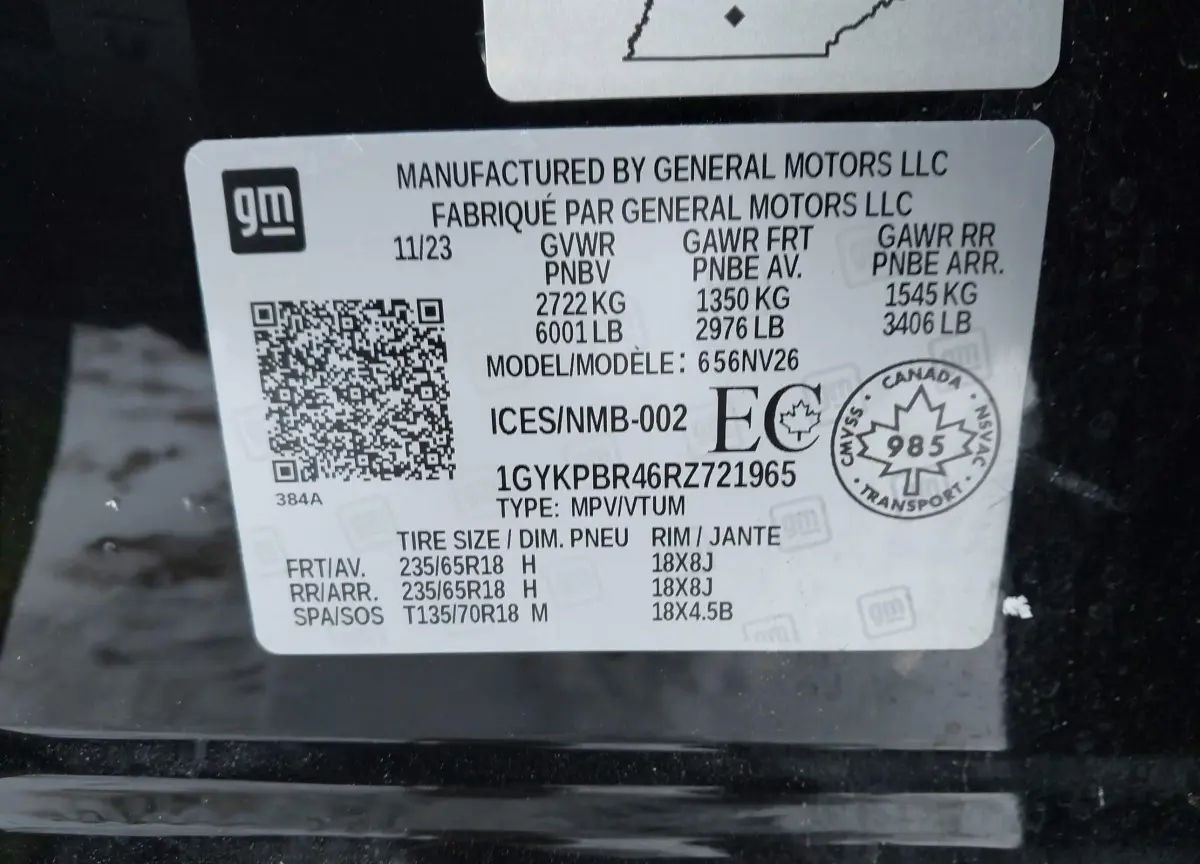 gm
MANUFACTURED BY GENERAL MOTORS LLC
FABRIQUÉ PAR GENERAL MOTORS LLC
11/23 GVWR GAWR FRT GAWR RR
PNBV PNBE AV. PNBE ARR.
2722 KG 1350 KG 1545 KG
6001 LB 2976 LB 3406 LB
MODEL/MODÈLE: 656NV26
ICES/NMB-002 EC
CANADA
CMVSS NSVAC
985
TRANSPORT
1GYKPBR46RZ721965
384A
TYPE: MPV/VTUM
TIRE SIZE / DIM. PNEU RIM / JANTE
FRT/AV. 235/65R18 H 18X8J
RR/ARR. 235/65R18 H 18X8J
SPA/SOS T135/70R18 M 18X4.5B